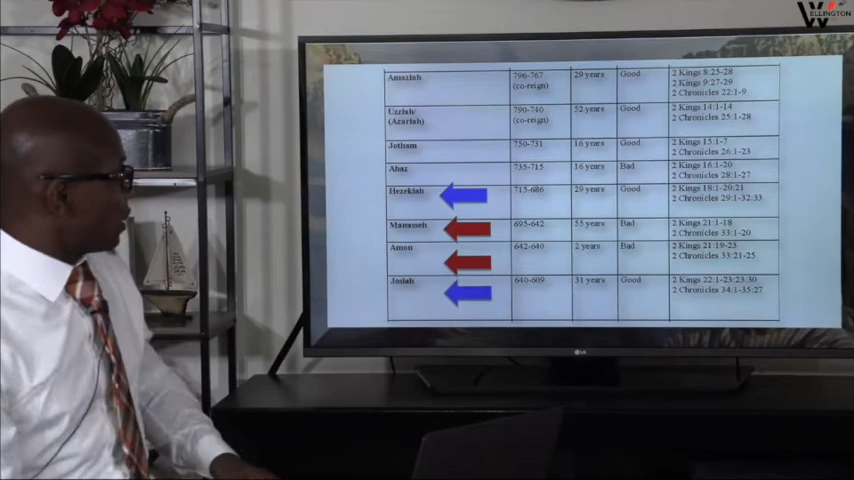 WELLINGTON
Amaziah 796-767 29 years Good 2 Kings 8:25-28
(co-reign) 2 Kings 9:27-29
2 Chronicles 22:1-9
Uzziah/ 790-740 52 years Good 2 Kings 14:1-14
(Azariah) (co-reign) 2 Chronicles 25:1-28
Jotham 750-731 16 years Good 2 Kings 15:1-7
2 Chronicles 26:1-23
Ahaz 735-715 16 years Bad 2 Kings 16:1-20
2 Chronicles 28:1-27
Hezekiah 715-686 29 years Good 2 Kings 18:1-20:21
2 Chronicles 29:1-32:33
Manasseh 695-642 55 years Bad 2 Kings 21:1-18
2 Chronicles 33:1-20
Amon 642-640 2 years Bad 2 Kings 21:19-23
2 Chronicles 33:21-25
Josiah 640-609 31 years Good 2 Kings 22:1-23:23:30
2 Chronicles 34:1-35:27
LG